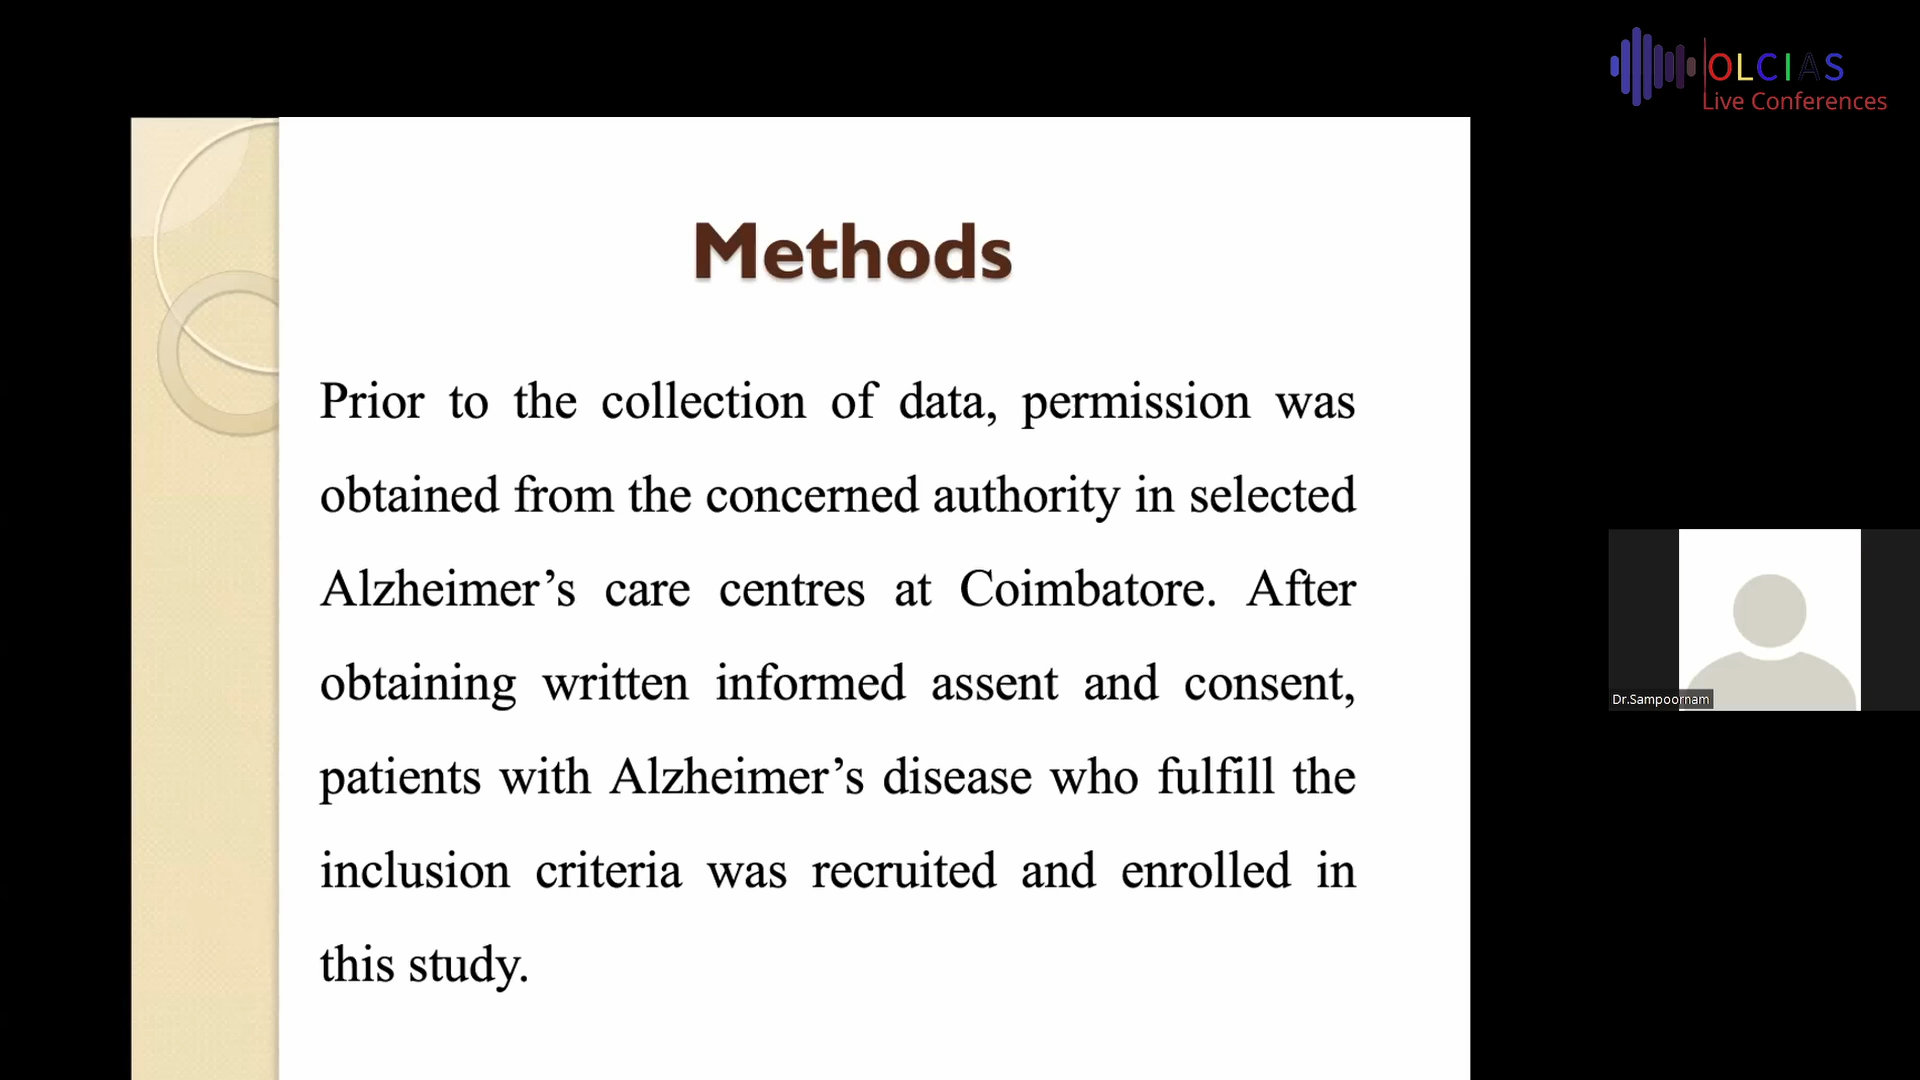 OLCIAS
Live Conferences
Methods
Prior to the collection of data, permission was
obtained from the concerned authority in selected
Alzheimer’s care centres at Coimbatore. After
obtaining written informed assent and consent,
patients with Alzheimer’s disease who fulfill the
inclusion criteria was recruited and enrolled in
this study.
Dr.Sampoornam